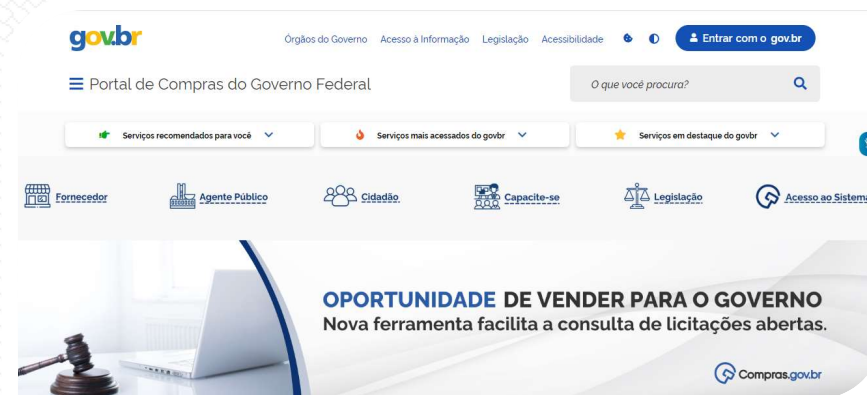 gov.br
Órgãos do Governo Acesso à Informação Legislação Acessibilidade Entrar com o gov.br
Portal de Compras do Governo Federal O que você procura?
Serviços recomendados para você Serviços mais acessados do govbr Serviços em destaque do govbr
Fornecedor Agente Público Cidadão Capacite-se Legislação Acesso ao Sistema
OPORTUNIDADE DE VENDER PARA O GOVERNO
Nova ferramenta facilita a consulta de licitações abertas.
Compras.gov.br